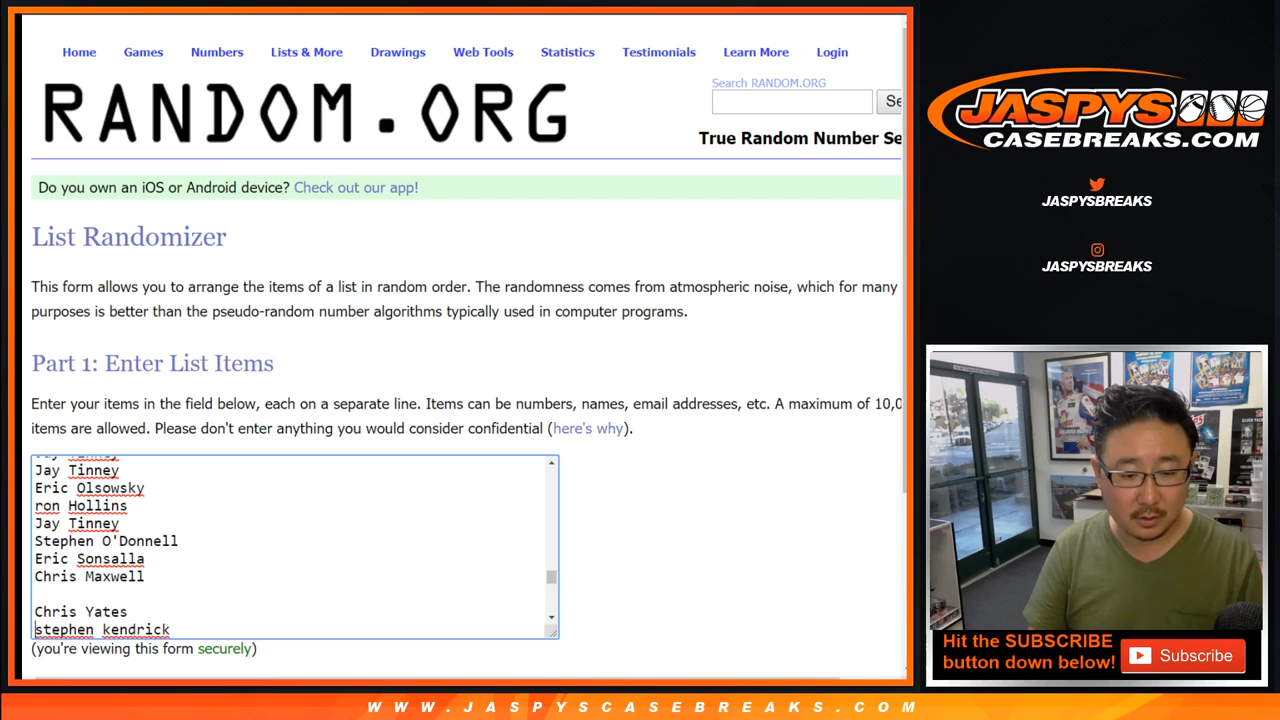 Home Games Numbers Lists & More Drawings Web Tools Statistics Testimonials Learn More Login
Search RANDOM.ORG
RANDOM.ORG
Se
True Random Number Se
Do you own an iOS or Android device? Check out our app!
List Randomizer
This form allows you to arrange the items of a list in random order. The randomness comes from atmospheric noise, which for many
purposes is better than the pseudo-random number algorithms typically used in computer programs.
Part 1: Enter List Items
Enter your items in the field below, each on a separate line. Items can be numbers, names, email addresses, etc. A maximum of 10,0
items are allowed. Please don't enter anything you would consider confidential (here's why).
Jay Tinney
Jay Tinney
Eric Olsowsky
ron Hollins
Jay Tinney
Stephen O'Donnell
Eric Sonsalla
Chris Maxwell
Chris Yates
stephen kendrick
(you're viewing this form securely)
JASPYS
CASEBREAKS.COM
JASPYSBREAKS
JASPYSBREAKS
Hit the SUBSCRIBE
button down below!
Subscribe
WWW.JASPYSCASEBREAKS.COM